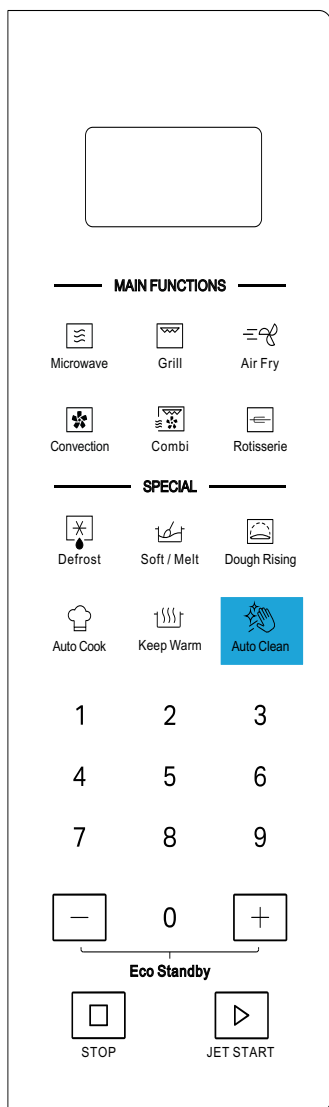 MAIN FUNCTIONS
Microwave Grill Air Fry
Convection Combi Rotisserie
SPECIAL
Defrost Soft / Melt Dough Rising
Auto Cook Keep Warm Auto Clean
1 2 3
4 5 6
7 8 9
- 0 +
Eco Standby
STOP JET START